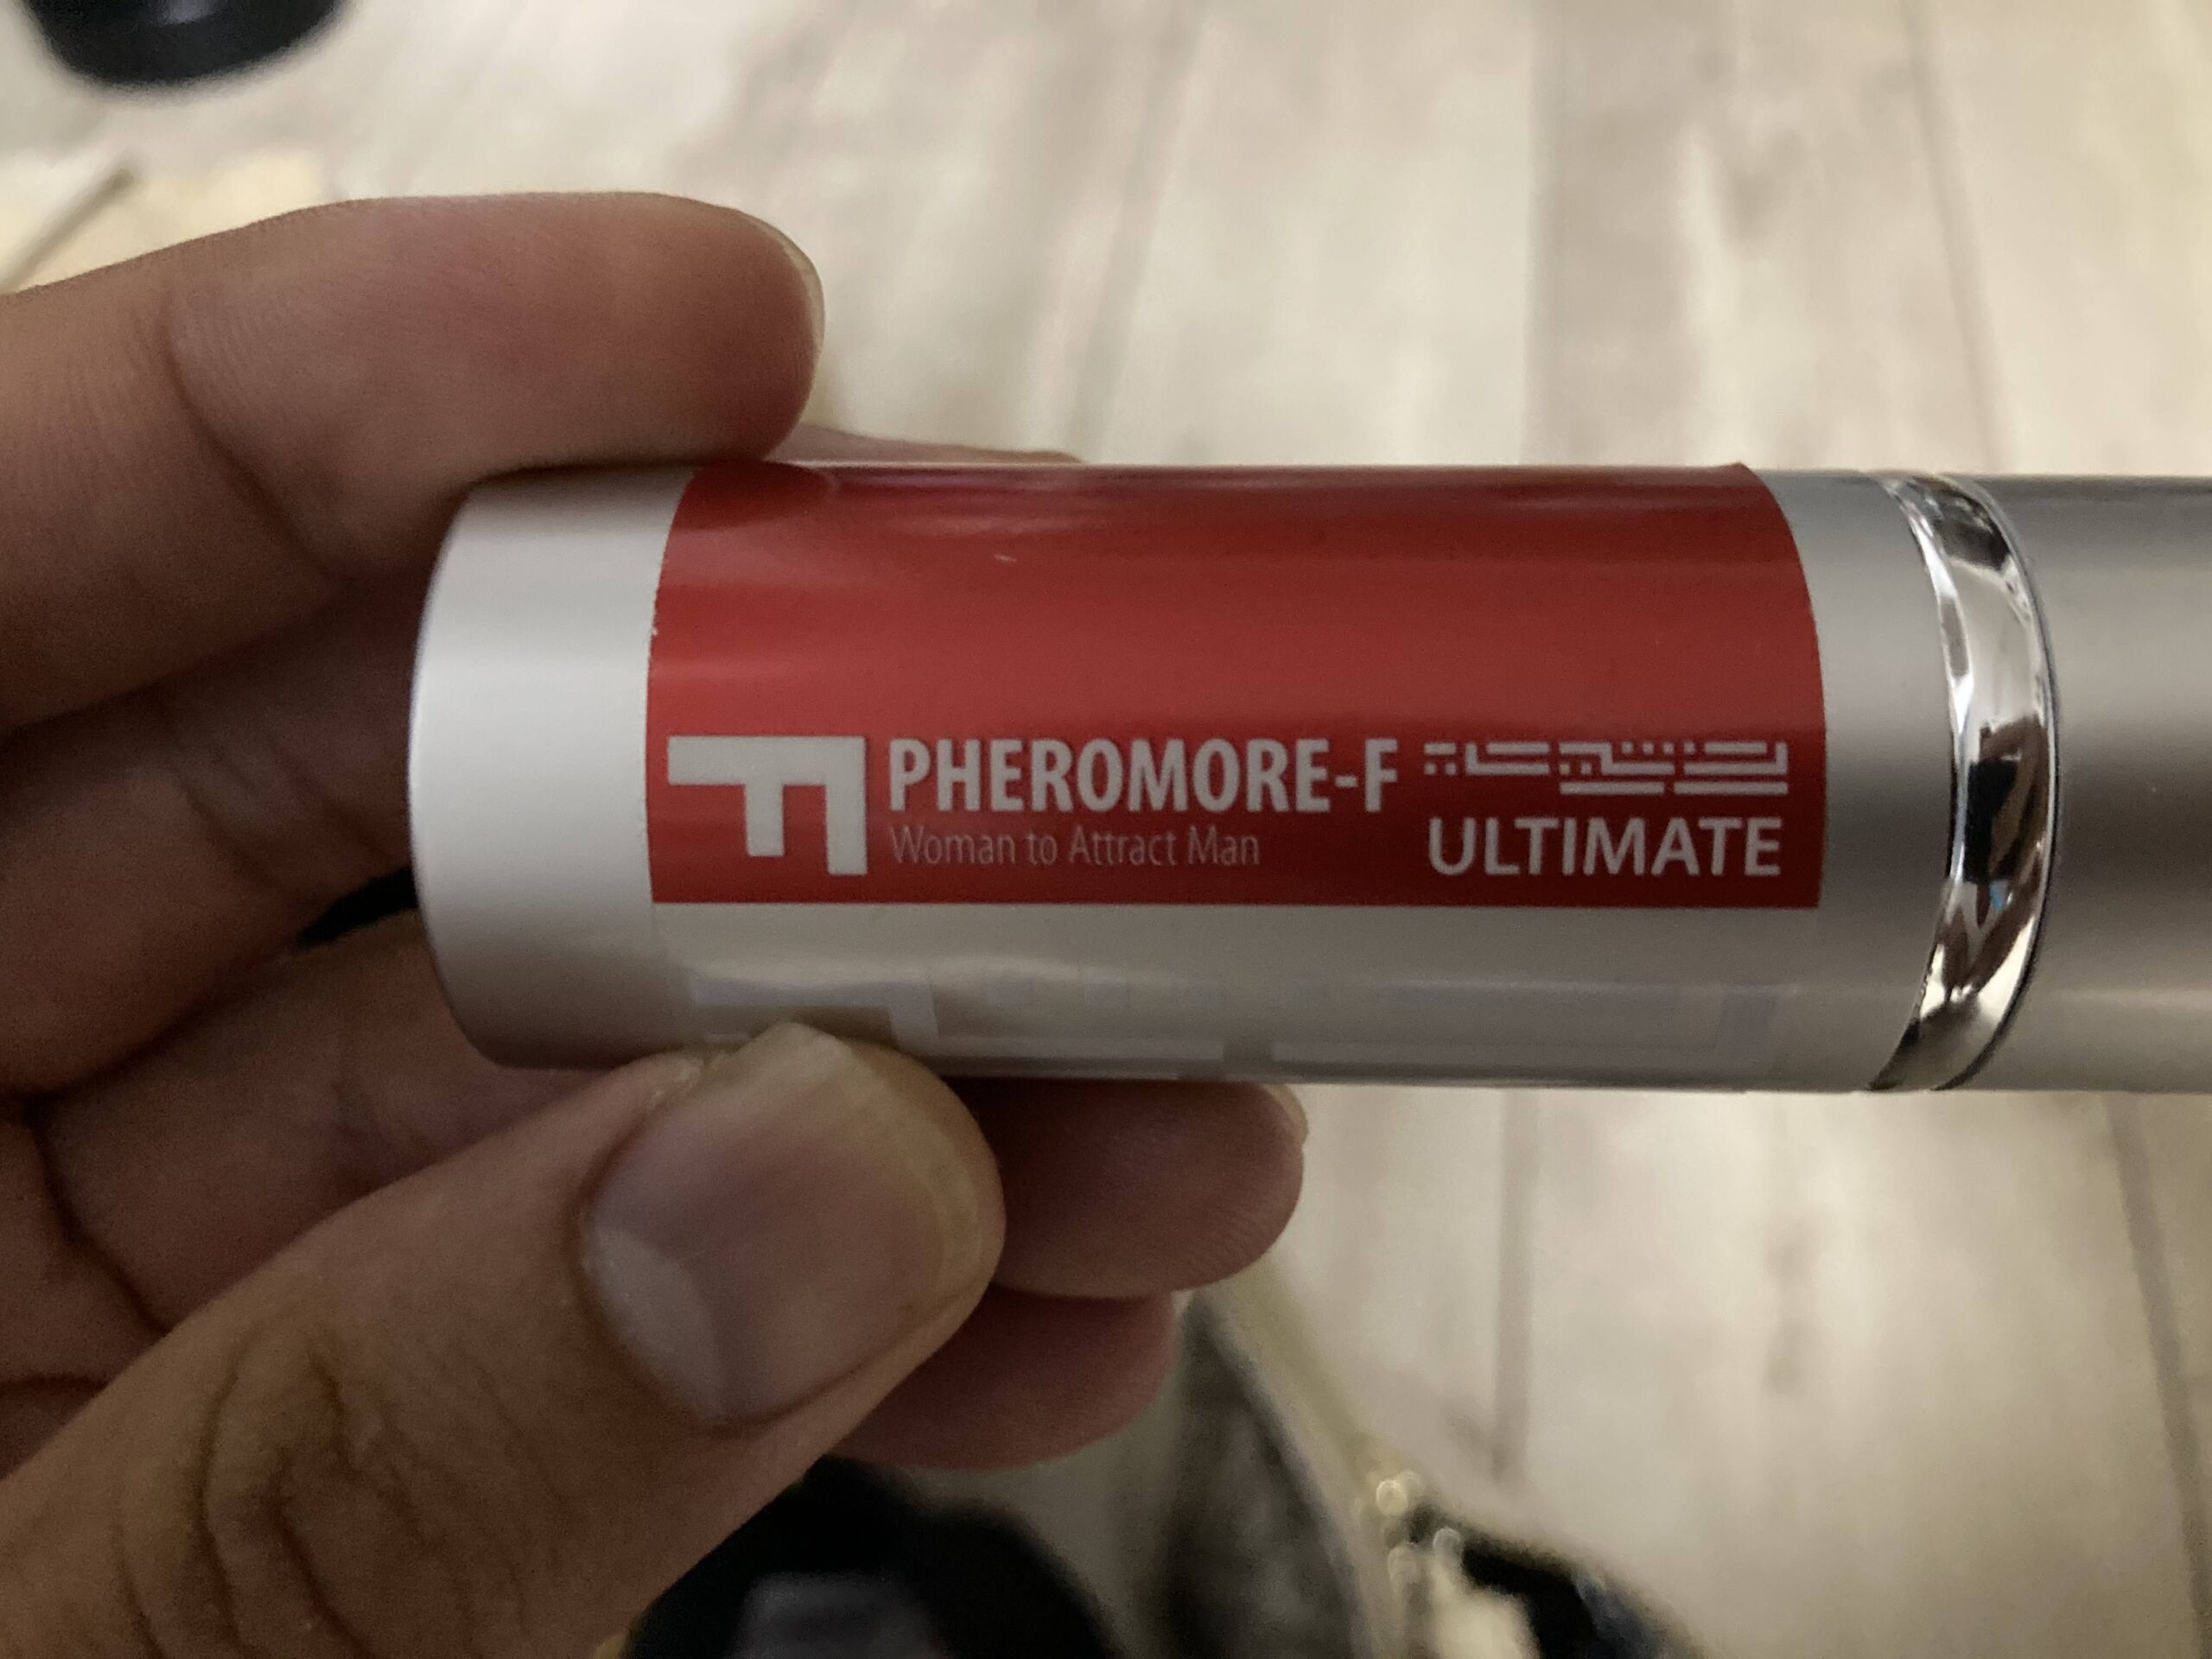 F
PHEROMORE-F
Woman to Attract Man
ULTIMATE